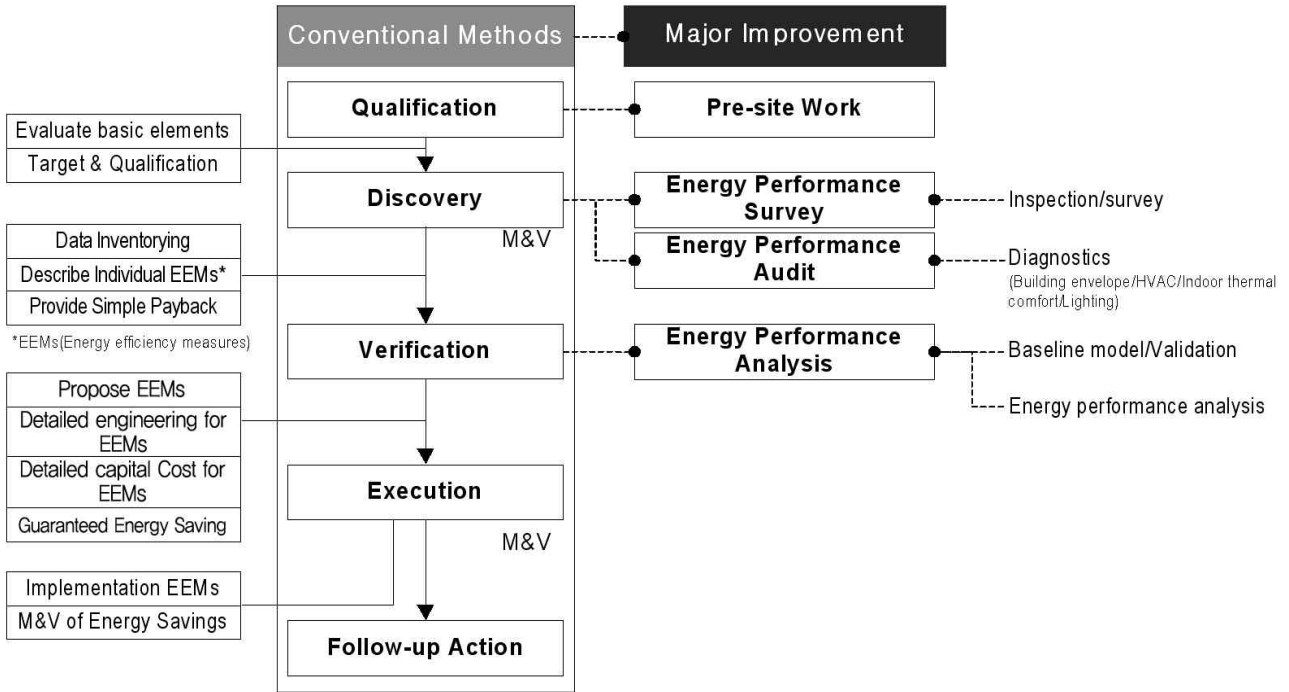 Conventional Methods
Major Improvement
Qualification
Pre-site Work
Evaluate basic elements
Target & Qualification
Discovery
M&V
Energy Performance
Survey
Inspection/survey
Energy Performance
Audit
Diagnostics
(Building envelope/HVAC/Indoor thermal
comfort/Lighting)
Data Inventorying
Describe Individual EEMs*
Provide Simple Payback
*EEMs(Energy efficiency measures)
Verification
Energy Performance
Analysis
Baseline model/Validation
Energy performance analysis
Propose EEMs
Detailed engineering for
EEMs
Detailed capital Cost for
EEMs
Guaranteed Energy Saving
Execution
M&V
Implementation EEMs
M&V of Energy Savings
Follow-up Action